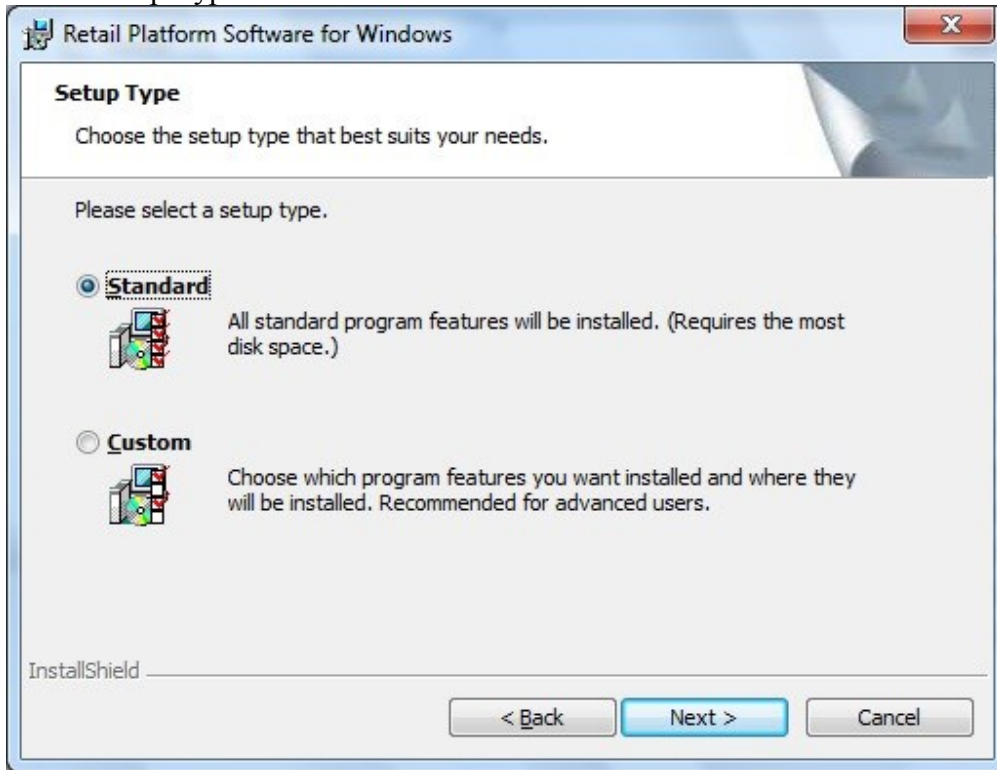 Retail Platform Software for Windows
Setup Type
Choose the setup type that best suits your needs.
Please select a setup type.
Standard
All standard program features will be installed. (Requires the most
disk space.)
Custom
Choose which program features you want installed and where they
will be installed. Recommended for advanced users.
InstallShield
< Back
Next >
Cancel